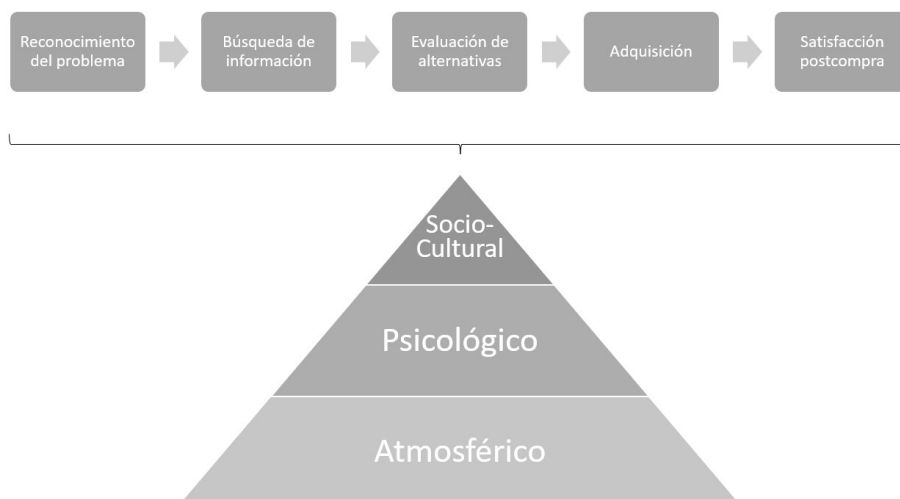 Reconocimiento
del problema
Búsqueda de
información
Evaluación de
alternativas
Adquisición
Satisfacción
postcompra
Socio-
Cultural
Psicológico
Atmosférico